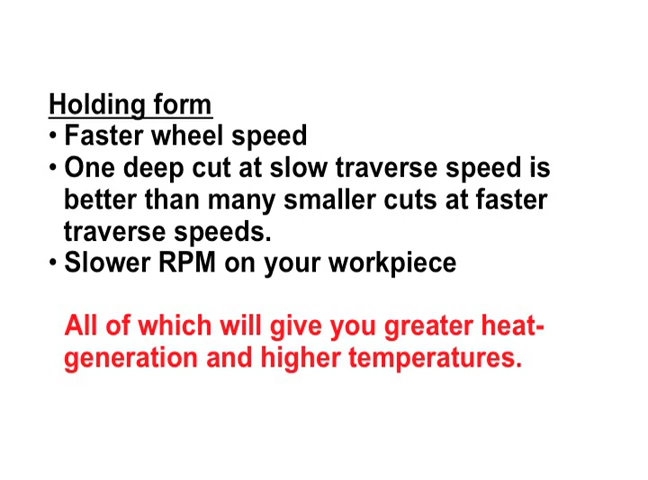 Holding form
• Faster wheel speed
• One deep cut at slow traverse speed is
better than many smaller cuts at faster
traverse speeds.
• Slower RPM on your workpiece
All of which will give you greater heat-
generation and higher temperatures.